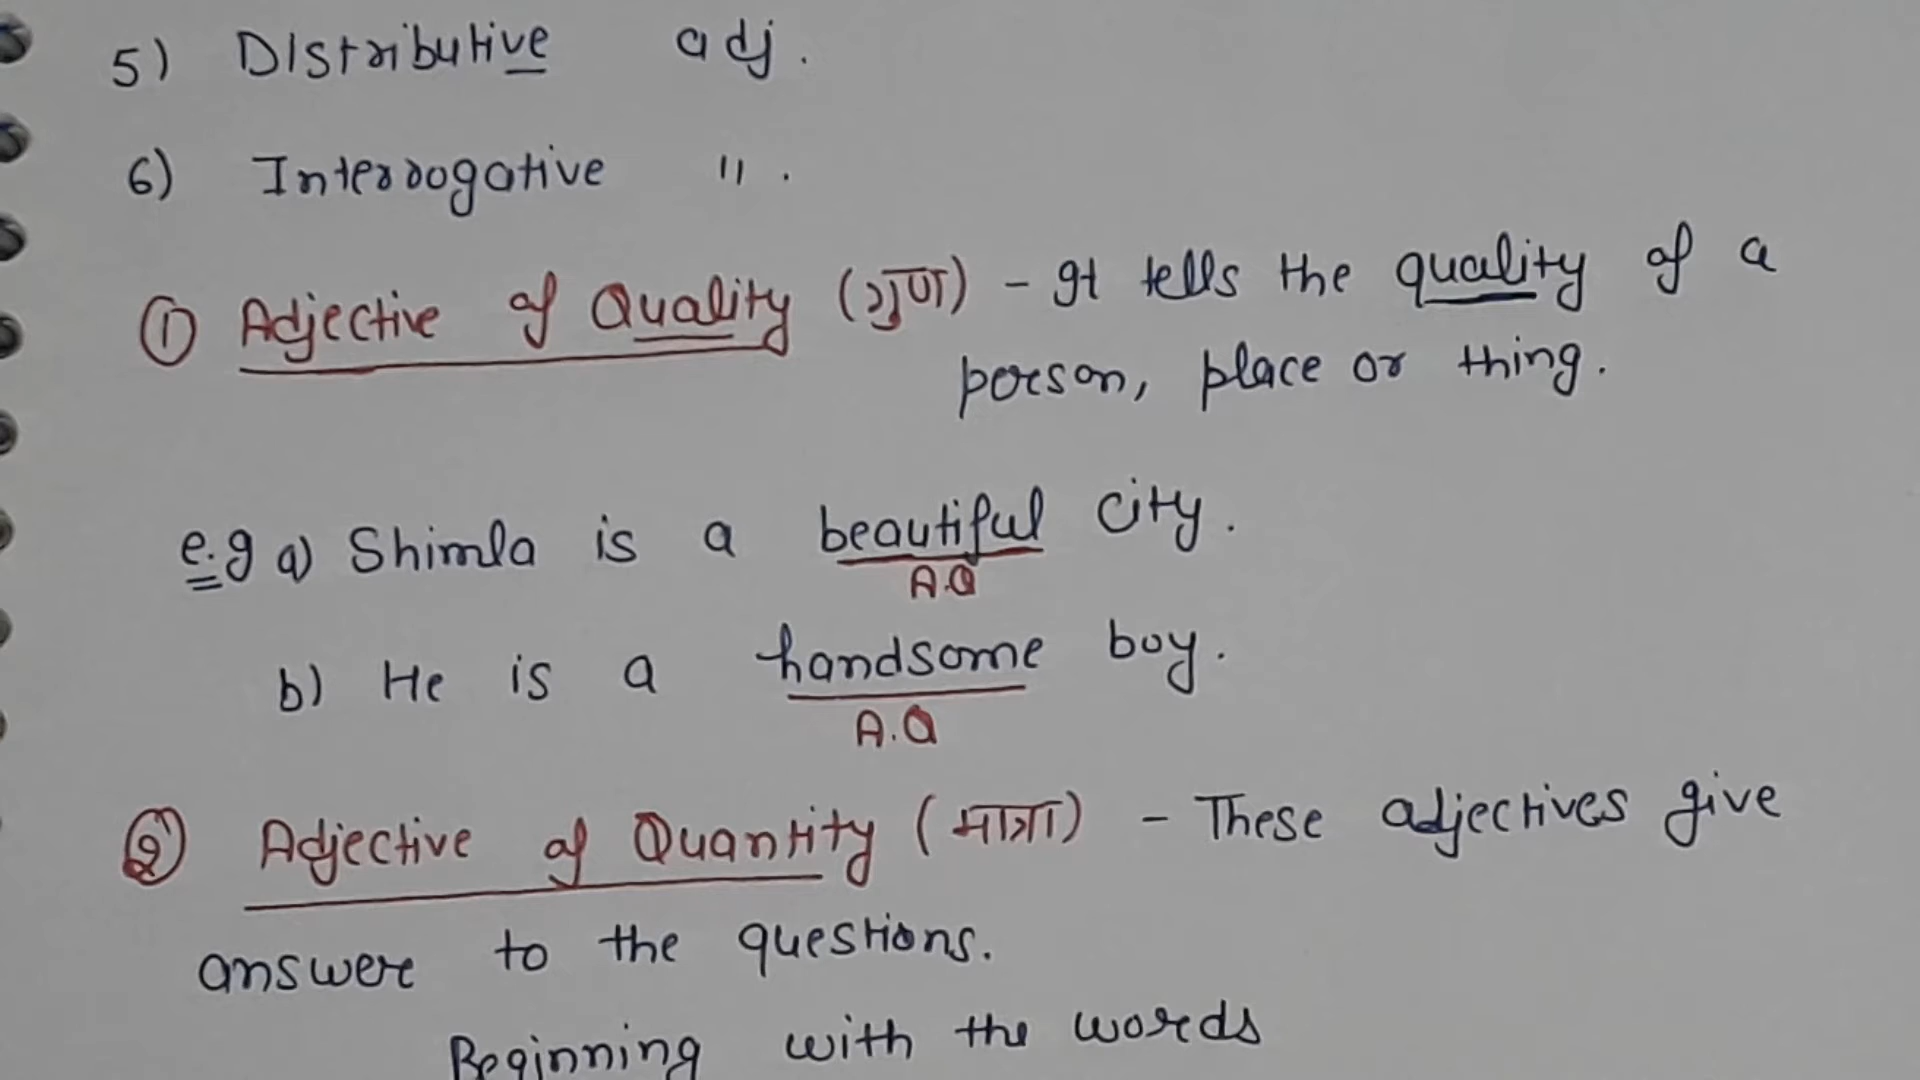 5) Distributive adj.
6) Interrogative " .
① Adjective of Quality (गुण) - It tells the quality of a
person, place or thing.
e.g a) Shimla is a beautiful city.
A.Q
b) He is a handsome boy.
A.Q
② Adjective of Quantity (मात्रा) - These adjectives give
answer to the questions.
Beginning with the words